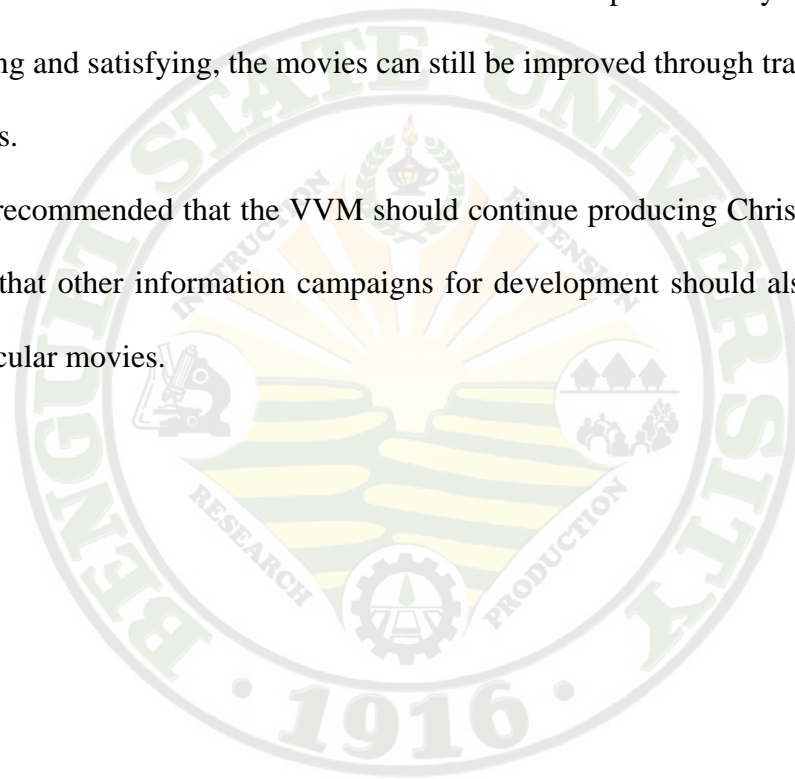 ng and satisfying, the movies can still be improved through tra
s.
recommended that the VVM should continue producing Chris
that other information campaigns for development should als
cular movies.
BENGUET STATE UNIVERSITY
INSTRUCTION
EXTENSION
RESEARCH
PRODUCTION
· 1916 ·